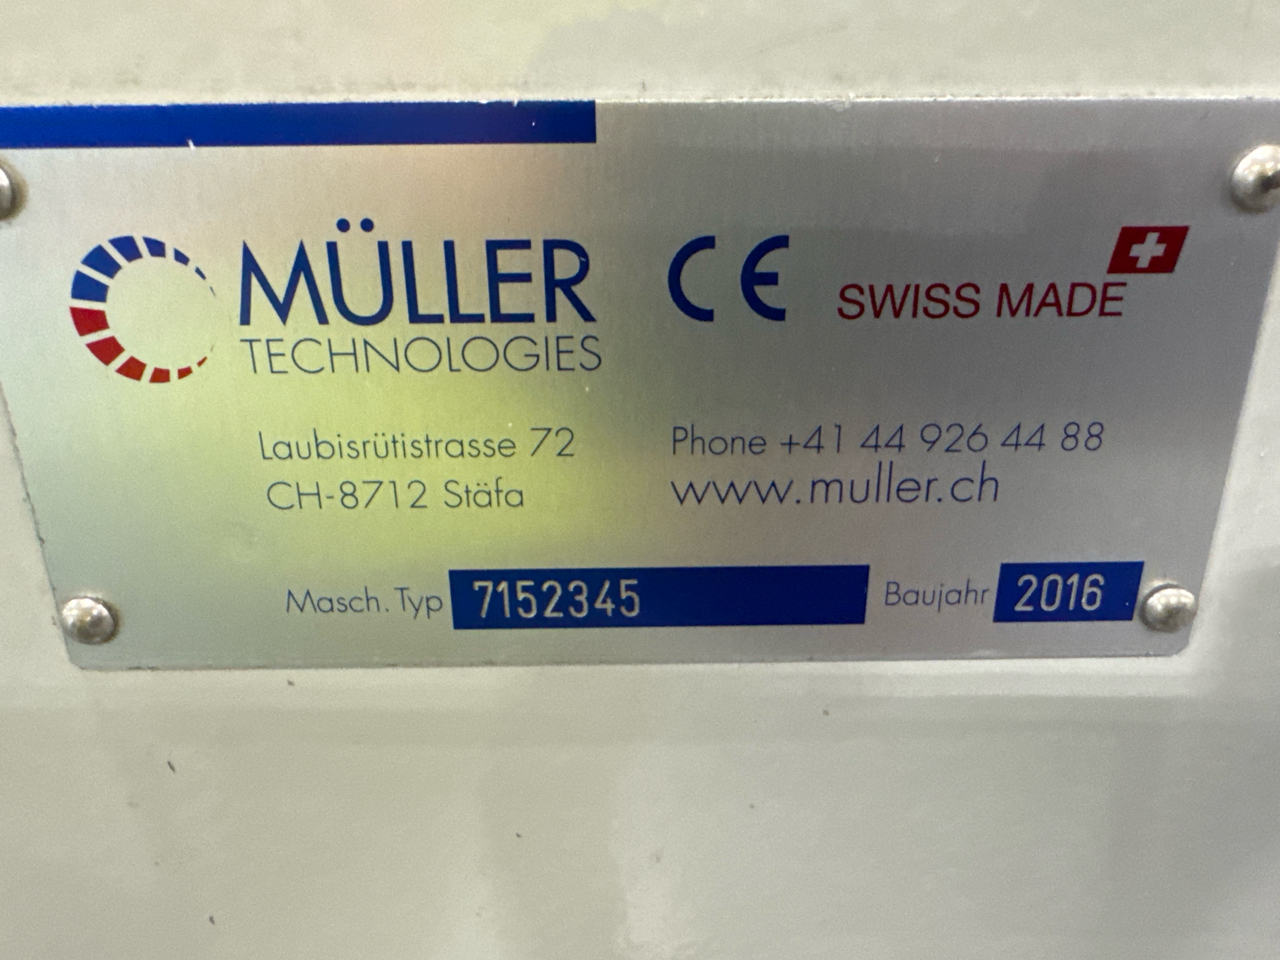 MÜLLER
TECHNOLOGIES
CE
SWISS MADE
Laubisrütistrasse 72
CH-8712 Stäfa
Phone +41 44 926 44 88
www.muller.ch
Masch. Typ 7152345
Baujahr 2016